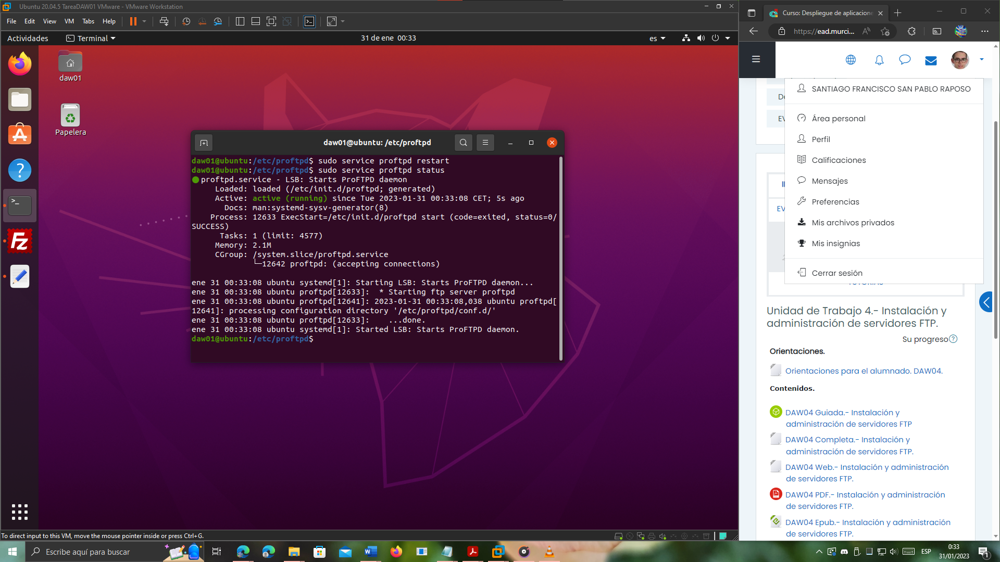 Ubuntu 20.04.5 TareaDAW01 VMware - VMware Workstation
File Edit View VM Tabs Help
Actividades
Terminal
31 de ene 00:33
es
daw01
Papelera
daw01@ubuntu: /etc/proftpd
daw01@ubuntu:/etc/proftpd$ sudo service proftpd restart
daw01@ubuntu:/etc/proftpd$ sudo service proftpd status
proftpd.service - LSB: Starts ProFTPD daemon
Loaded: loaded (/etc/init.d/proftpd; generated)
Active: active (running) since Tue 2023-01-31 00:33:08 CET; 5s ago
Docs: man:systemd-sysv-generator(8)
Process: 12633 ExecStart=/etc/init.d/proftpd start (code=exited, status=0/
SUCCESS)
Tasks: 1 (limit: 4577)
Memory: 2.1M
CGroup: /system.slice/proftpd.service
└─12642 proftpd: (accepting connections)
ene 31 00:33:08 ubuntu systemd[1]: Starting LSB: Starts ProFTPD daemon...
ene 31 00:33:08 ubuntu proftpd[12633]:  * Starting ftp server proftpd
ene 31 00:33:08 ubuntu proftpd[12641]: 2023-01-31 00:33:08,038 ubuntu proftpd[
12641]: processing configuration directory '/etc/proftpd/conf.d/'
ene 31 00:33:08 ubuntu proftpd[12633]:    ...done.
ene 31 00:33:08 ubuntu systemd[1]: Started LSB: Starts ProFTPD daemon.
daw01@ubuntu:/etc/proftpd$
To direct input to this VM, move the mouse pointer inside or press Ctrl+G.
Curso: Despliegue de aplicacione
https://ead.murci...
SANTIAGO FRANCISCO SAN PABLO RAPOSO
Área personal
Perfil
Calificaciones
Mensajes
Preferencias
Mis archivos privados
Mis insignias
Cerrar sesión
EV
EV
Unidad de Trabajo 4.- Instalación y
administración de servidores FTP.
Su progreso
Orientaciones.
Orientaciones para el alumnado. DAW04.
Contenidos.
DAW04 Guiada.- Instalación y
administración de servidores FTP
DAW04 Completa.- Instalación y
administración de servidores FTP.
DAW04 Web.- Instalación y administración
de servidores FTP.
DAW04 PDF.- Instalación y administración
de servidores FTP.
DAW04 Epub.- Instalación y administración
de servidores FTP.
Escribe aquí para buscar
ESP
0:33
31/01/2023
1